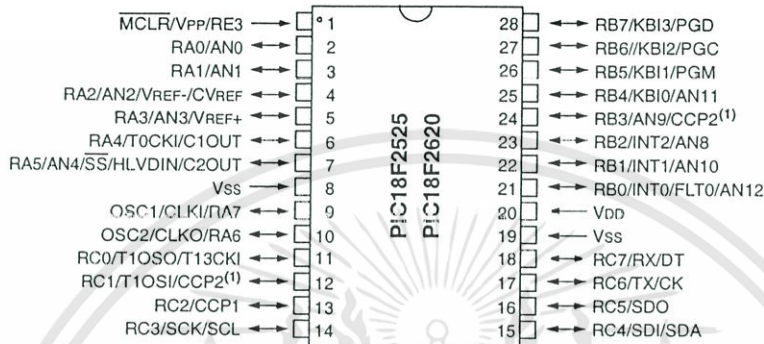 MCLR/VPP/RE3 1 28 RB7/KBI3/PGD
RA0/AN0 2 27 RB6//KBI2/PGC
RA1/AN1 3 26 RB5/KBI1/PGM
RA2/AN2/VREF-/CVREF 4 25 RB4/KBI0/AN11
RA3/AN3/VREF+ 5 24 RB3/AN9/CCP2(1)
RA4/T0CKI/C1OUT 6 23 RB2/INT2/AN8
RA5/AN4/SS/HLVDIN/C2OUT 7 22 RB1/INT1/AN10
VSS 8 21 RB0/INT0/FLT0/AN12
OSC1/CLKI/RA7 9 20 VDD
OSC2/CLKO/RA6 10 19 VSS
RC0/T1OSO/T13CKI 11 18 RC7/RX/DT
RC1/T1OSI/CCP2(1) 12 17 RC6/TX/CK
RC2/CCP1 13 16 RC5/SDO
RC3/SCK/SCL 14 15 RC4/SDI/SDA
PIC18F2525
PIC18F2620